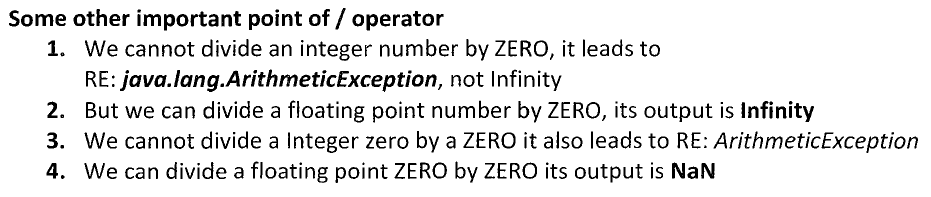 Some other important point of / operator
1. We cannot divide an integer number by ZERO, it leads to
RE: java.lang.ArithmeticException, not Infinity
2. But we can divide a floating point number by ZERO, its output is Infinity
3. We cannot divide a Integer zero by a ZERO it also leads to RE: ArithmeticException
4. We can divide a floating point ZERO by ZERO its output is NaN